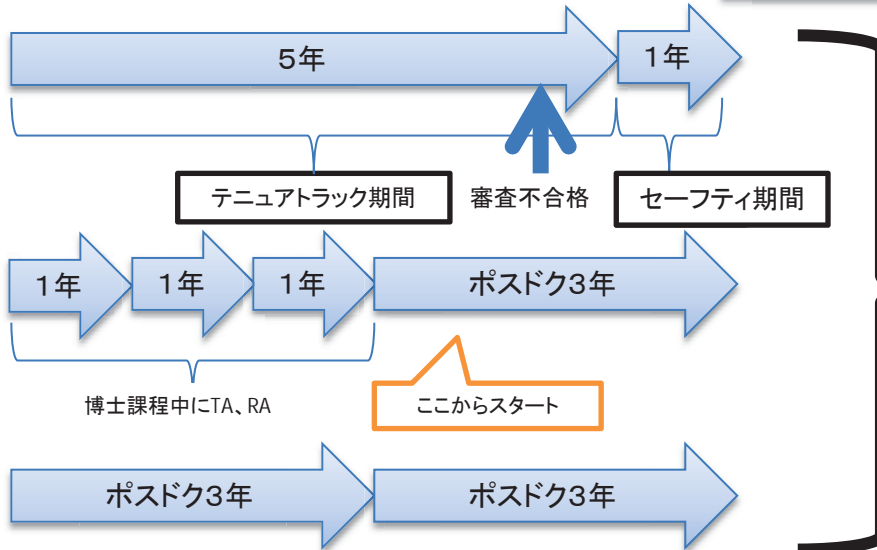 5年
1年
テニュアトラック期間
審査不合格
セーフティ期間
1年
1年
1年
ポスドク3年
博士課程中にTA、RA
ここからスタート
ポスドク3年
ポスドク3年